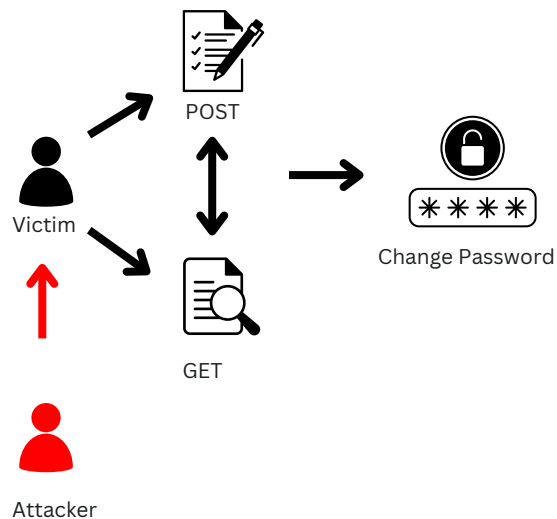 POST
Victim
****
Change Password
GET
Attacker